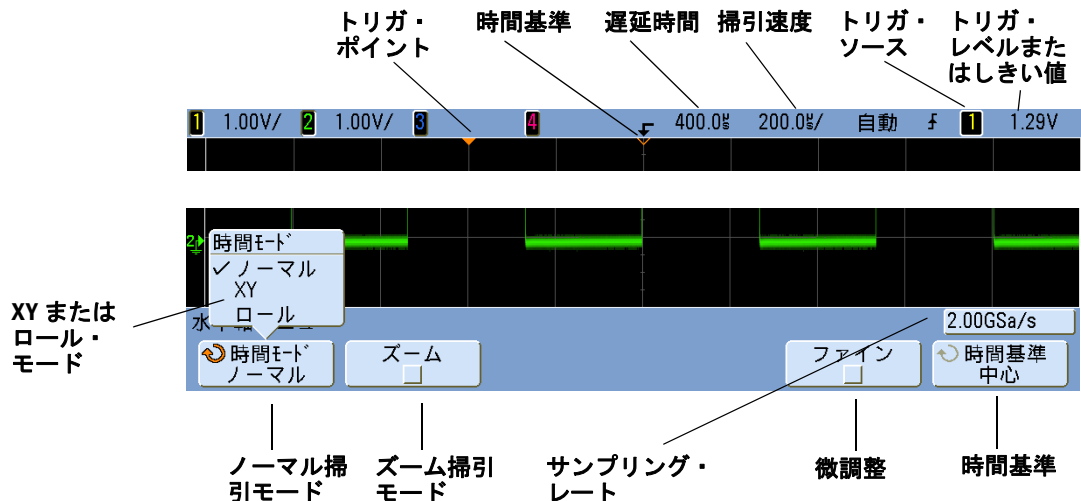 トリガ・
ポイント
時間基準
遅延時間
掃引速度
トリガ・
ソース
トリガ・
レベルまた
はしきい値
1 1.00V/ 2 1.00V/ 3 4 400.0µs 200.0µs/ 自動 1 1.29V
2
時間ﾓｰﾄﾞ
✓ ノーマル
XY
ロール
XY または
ロール・
モード
2.00GSa/s
時間ﾓｰﾄﾞ
ノーマル
ズーム
ファイン
時間基準
中心
ノーマル掃
引モード
ズーム掃引
モード
サンプリング・
レート
微調整
時間基準